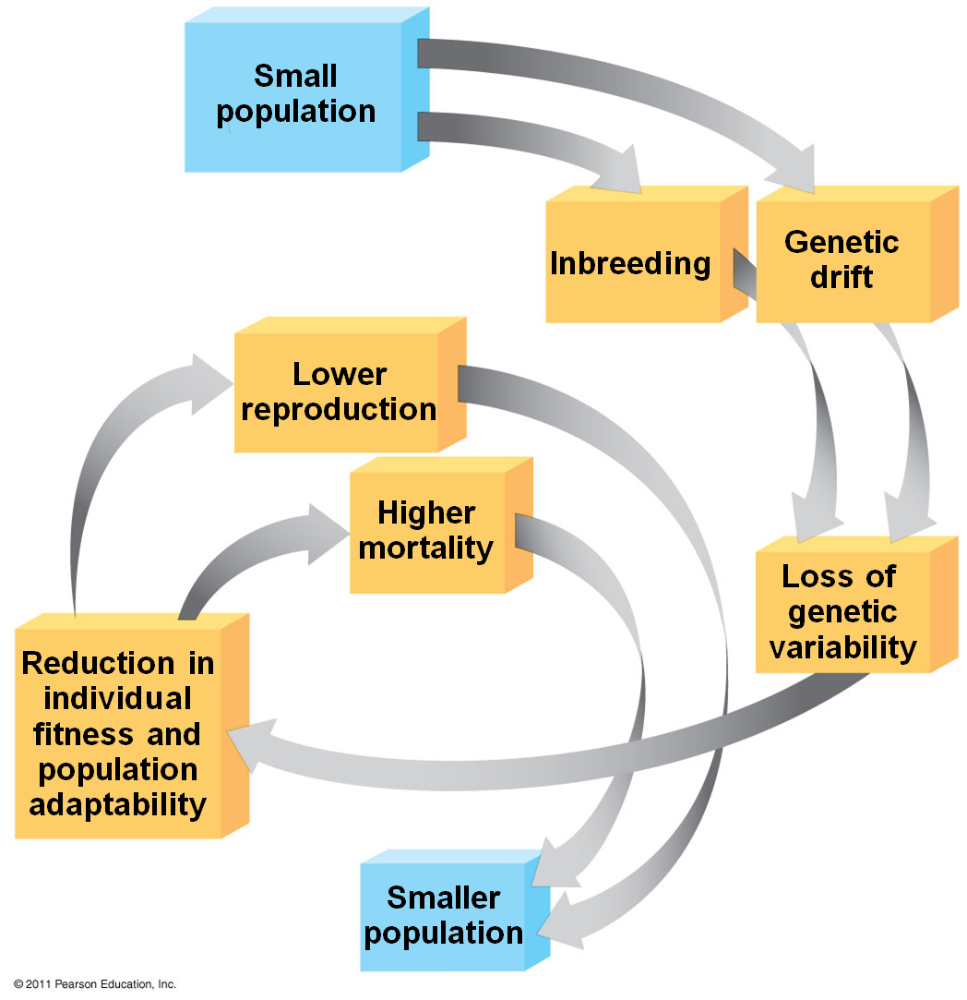 Small
population
Inbreeding
Genetic
drift
Lower
reproduction
Higher
mortality
Loss of
genetic
variability
Reduction in
individual
fitness and
population
adaptability
Smaller
population
© 2011 Pearson Education, Inc.